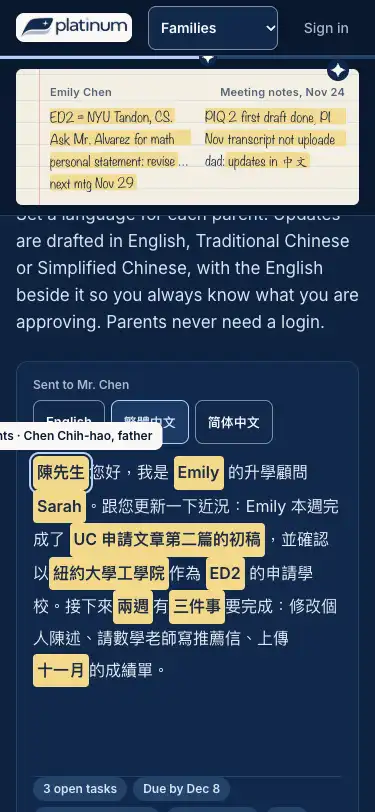 platinum
Families
Sign in
Emily Chen
Meeting notes, Nov 24
ED2 = NYU Tandon, CS.
Ask Mr. Alvarez for math
personal statement: revise ...
next mtg Nov 29
PIQ 2 first draft done, PI
Nov transcript not uploade
dad: updates in 中文
Set a language for each parent. Updates
are drafted in English, Traditional Chinese
or Simplified Chinese, with the English
beside it so you always know what you are
approving. Parents never need a login.
Sent to Mr. Chen
English
繁體中文
简体中文
nts · Chen Chih-hao, father
陳先生您好，我是 Emily 的升學顧問
Sarah。跟您更新一下近況：Emily 本週完
成了 UC 申請文章第二篇的初稿，並確認
以紐約大學工學院作為 ED2 的申請學
校。接下來兩週有三件事要完成：修改個
人陳述、請數學老師寫推薦信、上傳
十一月的成績單。
3 open tasks
Due by Dec 8